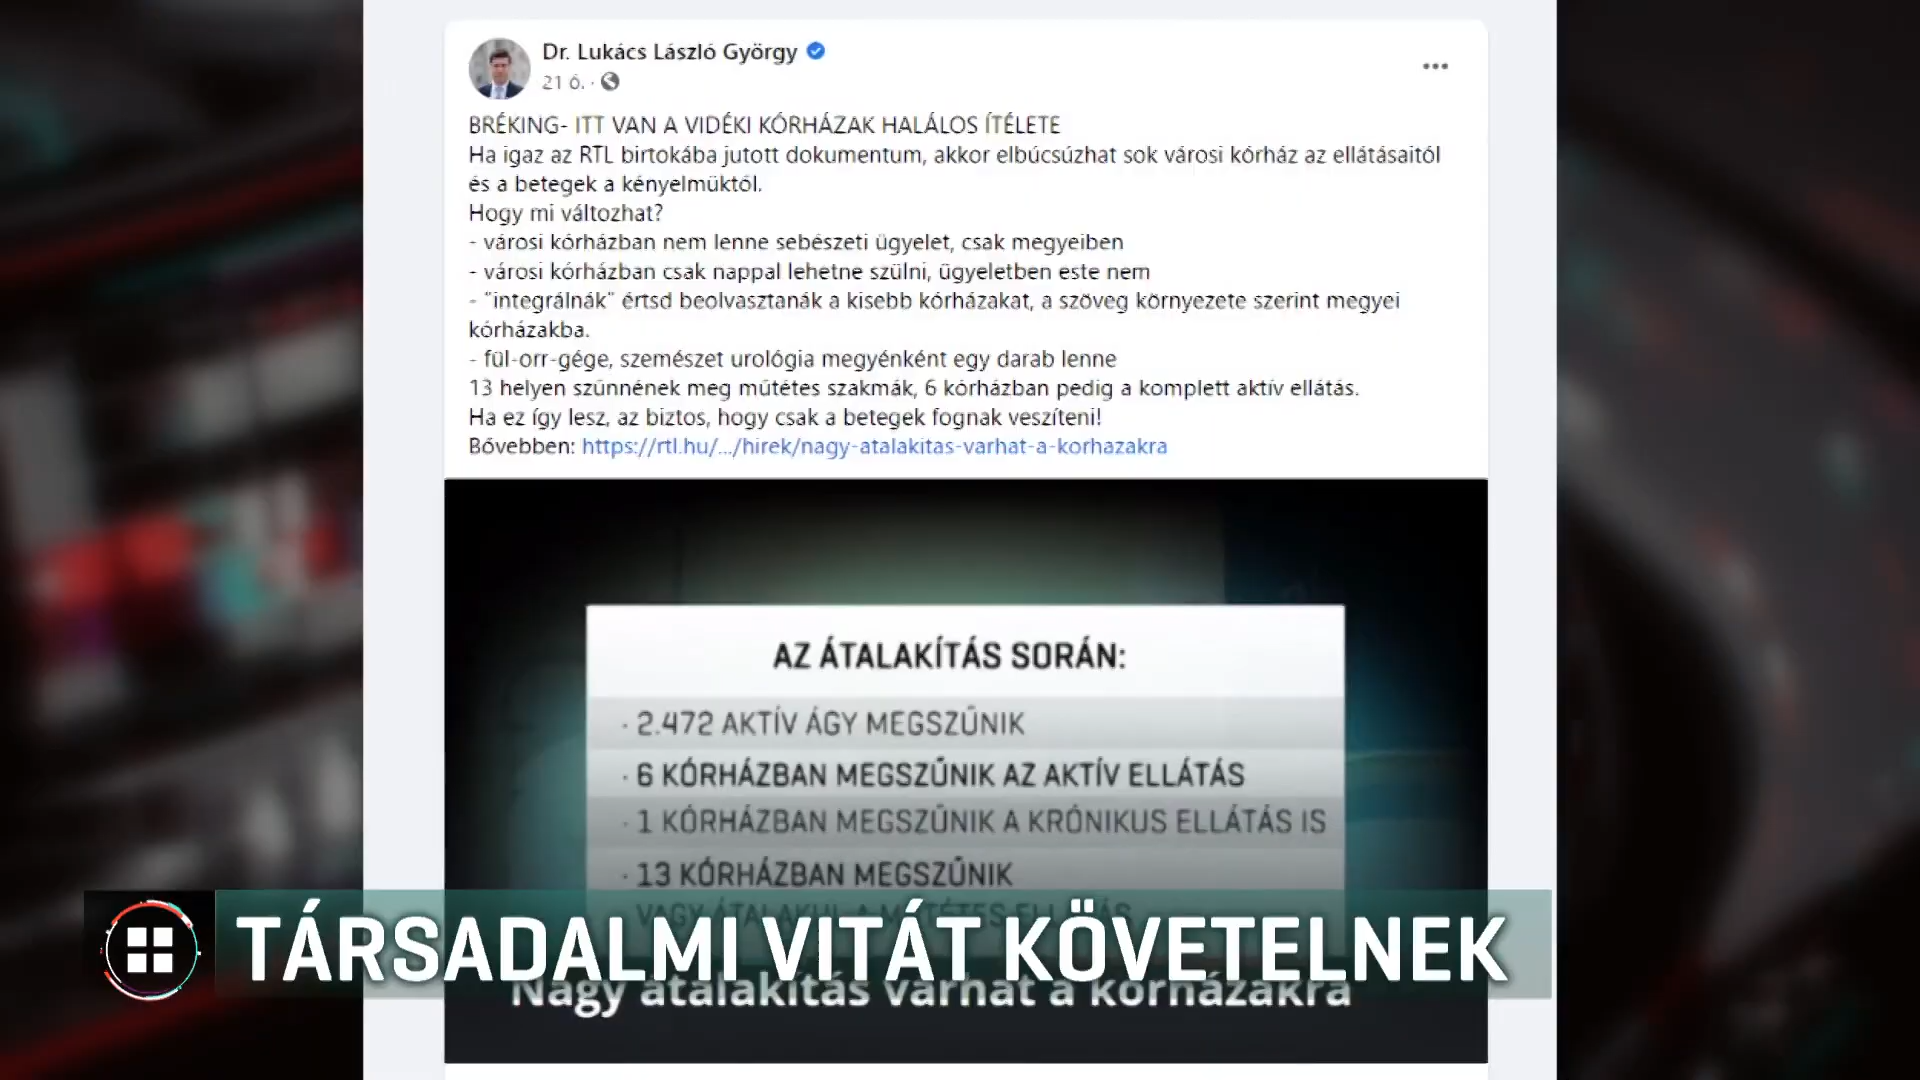 Dr. Lukács László György
21 ó. ·
BRÉKING- ITT VAN A VIDÉKI KÓRHÁZAK HALÁLOS ÍTÉLETE
Ha igaz az RTL birtokába jutott dokumentum, akkor elbúcsúzhat sok városi kórház az ellátásaitól
és a betegek a kényelmüktől.
Hogy mi változhat?
- városi kórházban nem lenne sebészeti ügyelet, csak megyeiben
- városi kórházban csak nappal lehetne szülni, ügyeletben este nem
- "integrálnák" értsd beolvasztanák a kisebb kórházakat, a szöveg környezete szerint megyei
kórházakba.
- fül-orr-gége, szemészet urológia megyénként egy darab lenne
13 helyen szűnnének meg műtétes szakmák, 6 kórházban pedig a komplett aktív ellátás.
Ha ez így lesz, az biztos, hogy csak a betegek fognak veszíteni!
Bővebben: https://rtl.hu/.../hirek/nagy-atalakitas-varhat-a-korhazakra
AZ ÁTALAKÍTÁS SORÁN:
· 2.472 AKTÍV ÁGY MEGSZŰNIK
· 6 KÓRHÁZBAN MEGSZŰNIK AZ AKTÍV ELLÁTÁS
· 1 KÓRHÁZBAN MEGSZŰNIK A KRÓNIKUS ELLÁTÁS IS
· 13 KÓRHÁZBAN MEGSZŰNIK
VAGY ÁTALAKUL A MŰTÉTES ELLÁTÁS
TÁRSADALMI VITÁT KÖVETELNEK
Nagy átalakítás várhat a kórházakra